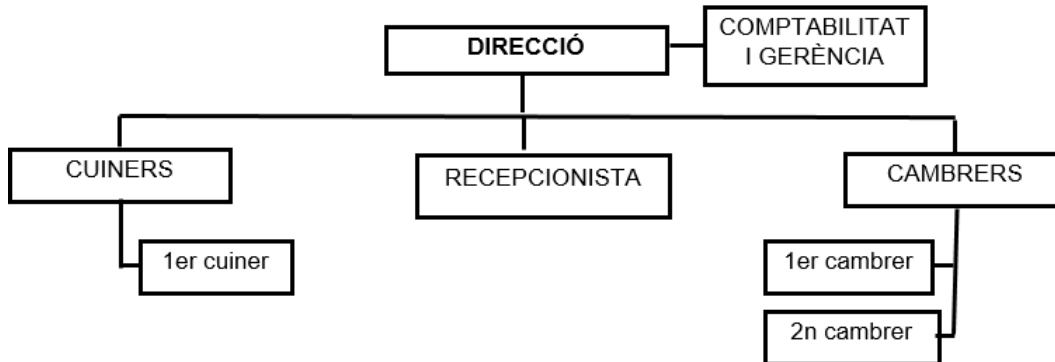 DIRECCIÓ
COMPTABILITAT
I GERÈNCIA
CUINERS
RECEPCIONISTA
CAMBRERS
1er cuiner
1er cambrer
2n cambrer